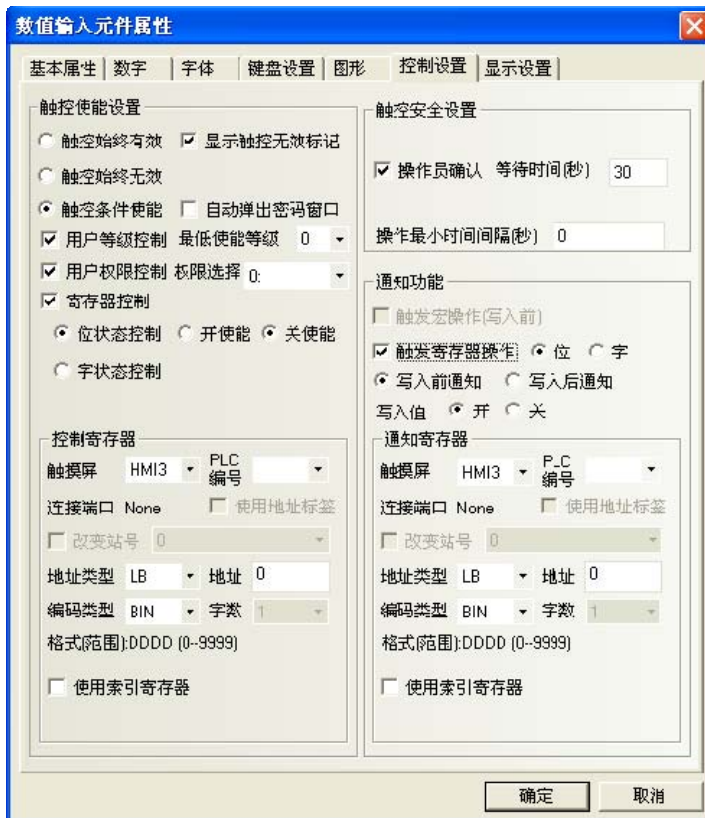 数值输入元件属性
基本属性 数字 字体 键盘设置 图形 控制设置 显示设置
触控使能设置
触控始终有效 显示触控无效标记
触控始终无效
触控条件使能 自动弹出密码窗口
用户等级控制 最低使能等级 0
用户权限控制 权限选择 0:
寄存器控制
位状态控制 开使能 关使能
字状态控制
控制寄存器
触摸屏 HMI3 PLC编号
连接端口 None 使用地址标签
改变站号 0
地址类型 LB 地址 0
编码类型 BIN 字数 1
格式(范围):DDDD (0--9999)
使用索引寄存器
触控安全设置
操作员确认 等待时间(秒) 30
操作最小时间间隔(秒) 0
通知功能
触发宏操作(写入前)
触发寄存器操作 位 字
写入前通知 写入后通知
写入值 开 关
通知寄存器
触摸屏 HMI3 PLC编号
连接端口 None 使用地址标签
改变站号 0
地址类型 LB 地址 0
编码类型 BIN 字数 1
格式(范围):DDDD (0--9999)
使用索引寄存器
确定 取消